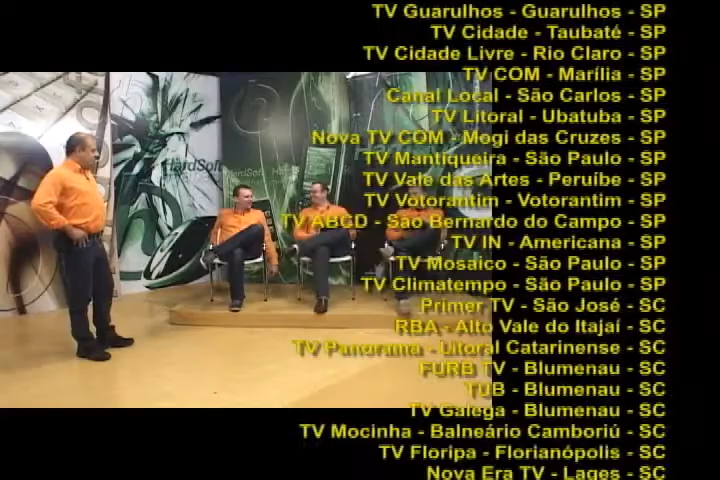 TV Guarulhos - Guarulhos - SP
TV Cidade - Taubaté - SP
TV Cidade Livre - Rio Claro - SP
TV COM - Marília - SP
Canal Local - São Carlos - SP
TV Litoral - Ubatuba - SP
Nova TV COM - Mogi das Cruzes - SP
TV Mantiqueira - São Paulo - SP
TV Vale das Artes - Peruíbe - SP
TV Votorantim - Votorantim - SP
TV ABCD - São Bernardo do Campo - SP
TV IN - Americana - SP
TV Mosaico - São Paulo - SP
TV Climatempo - São Paulo - SP
Primer TV - São José - SC
RBA - Alto Vale do Itajaí - SC
TV Panorama - Litoral Catarinense - SC
FURB TV - Blumenau - SC
TUB - Blumenau - SC
TV Galega - Blumenau - SC
TV Mocinha - Balneário Camboriú - SC
TV Floripa - Florianópolis - SC
Nova Era TV - Lages - SC
HardSoft
HardSoft